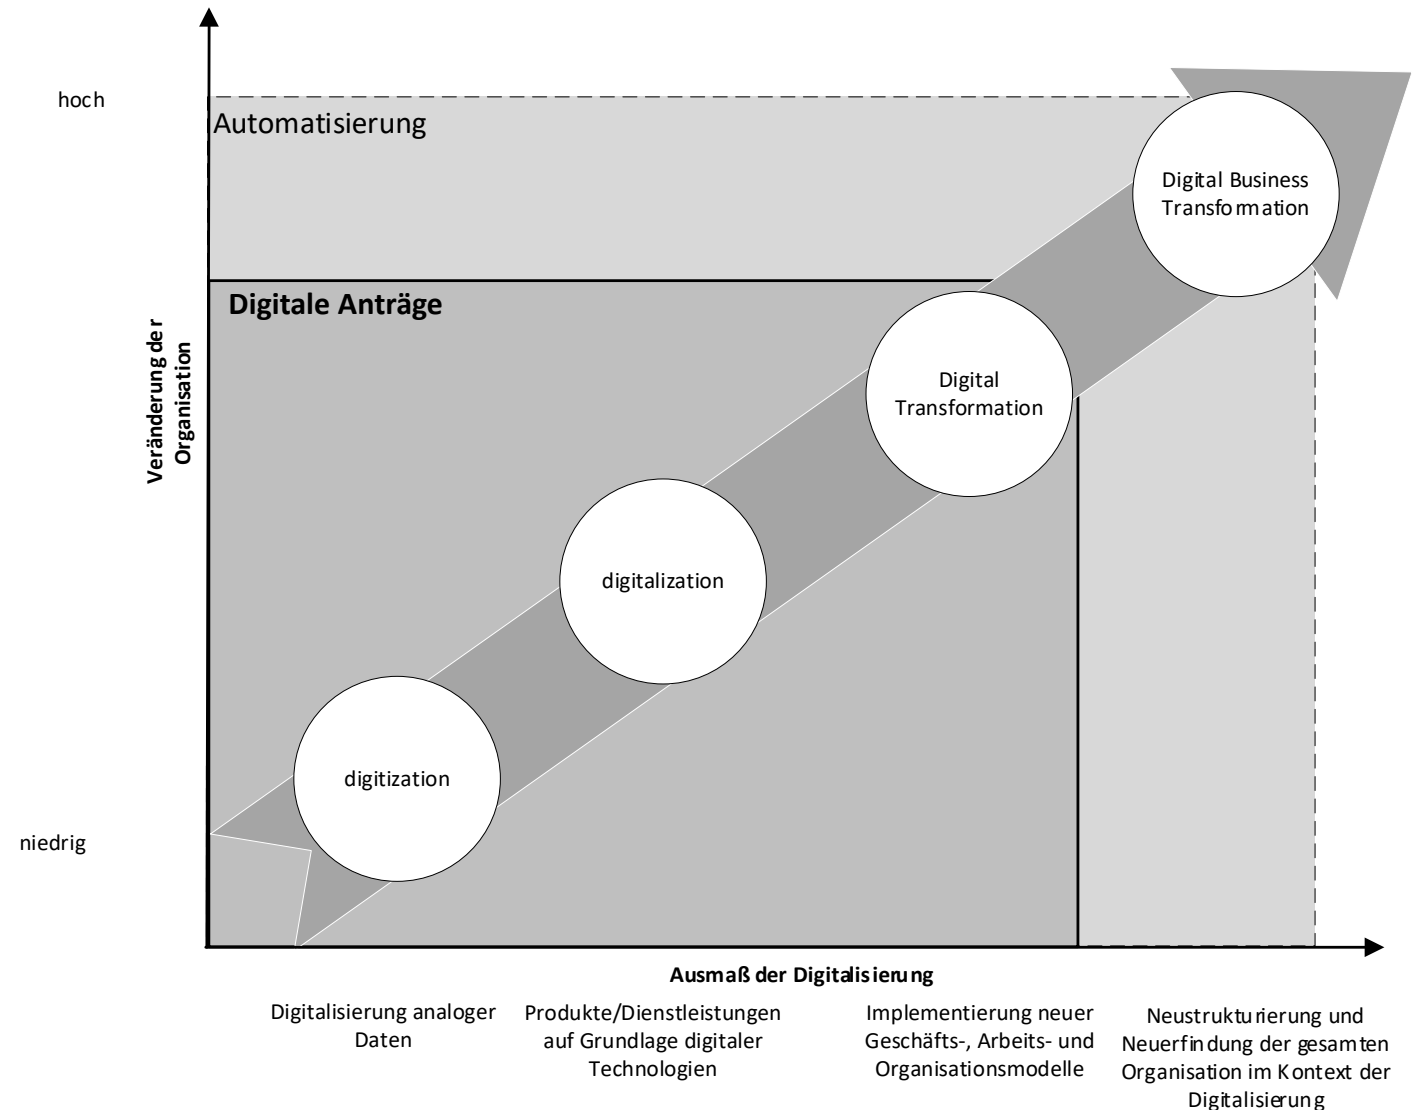 hoch
Automatisierung
Digital Business
Transformation
Digitale Anträge
Veränderung der
Organisation
Digital
Transformation
digitalization
digitization
niedrig
Ausmaß der Digitalisierung
Digitalisierung analoger
Daten
Produkte/Dienstleistungen
auf Grundlage digitaler
Technologien
Implementierung neuer
Geschäfts-, Arbeits- und
Organisationsmodelle
Neustrukturierung und
Neuerfindung der gesamten
Organisation im Kontext der
Digitalisierung